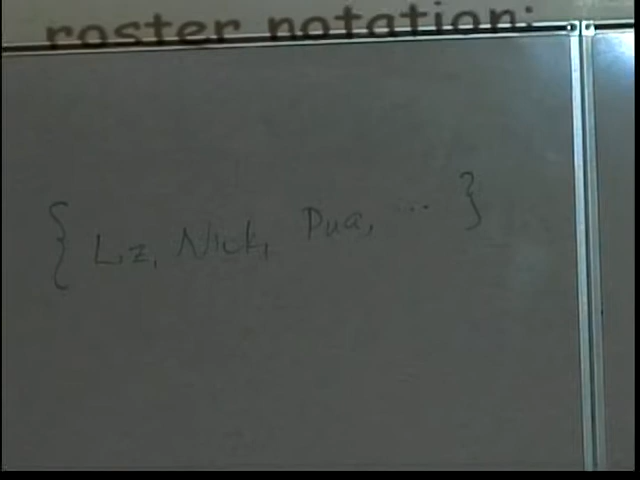 roster notation:
{ Liz, Nick, Pua, ... }